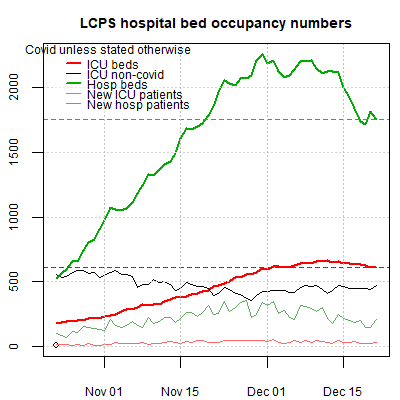 LCPS hospital bed occupancy numbers
Covid unless stated otherwise
ICU beds
ICU non-covid
Hosp beds
New ICU patients
New hosp patients
2000
1500
1000
500
0
Nov 01 Nov 15 Dec 01 Dec 15